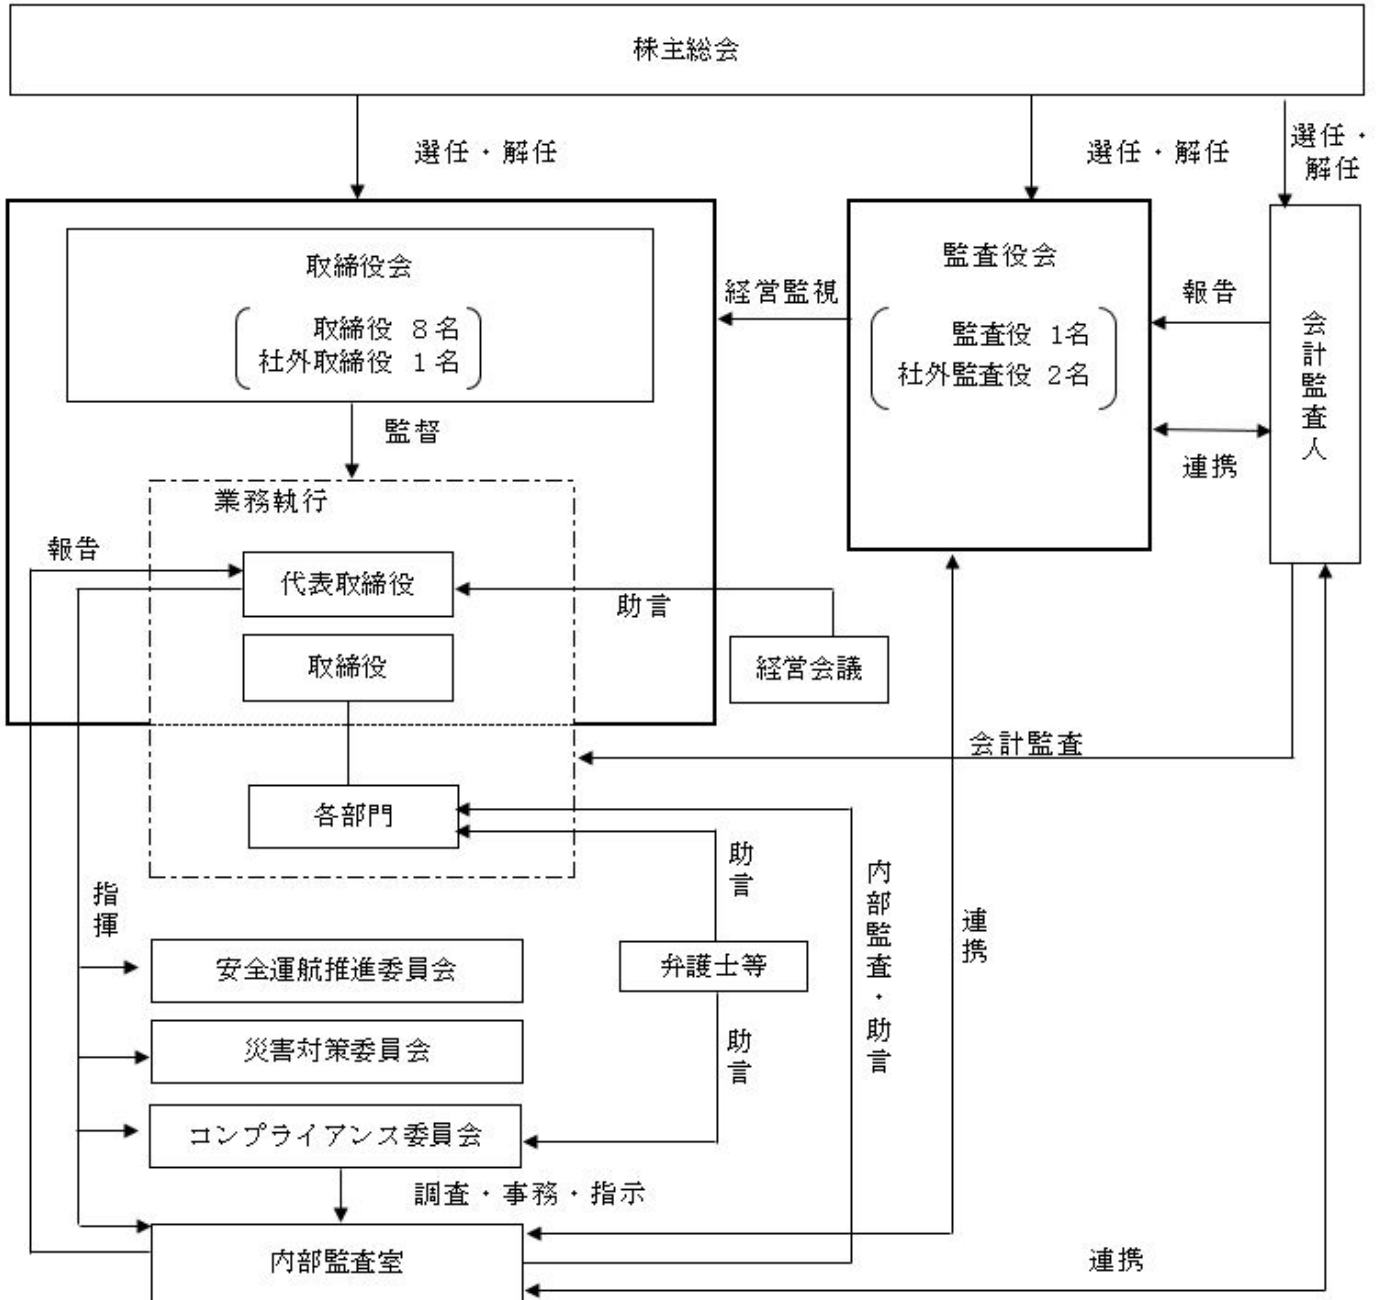 株主総会
選任・解任
選任・解任
選任・
解任
取締役会
取締役 8名
社外取締役 1名
監督
経営監視
監査役会
監査役 1名
社外監査役 2名
報告
連携
会計監査人
業務執行
報告
代表取締役
助言
取締役
経営会議
会計監査
各部門
助言
内部監査・助言
連携
指揮
安全運航推進委員会
弁護士等
災害対策委員会
助言
コンプライアンス委員会
調査・事務・指示
内部監査室
連携